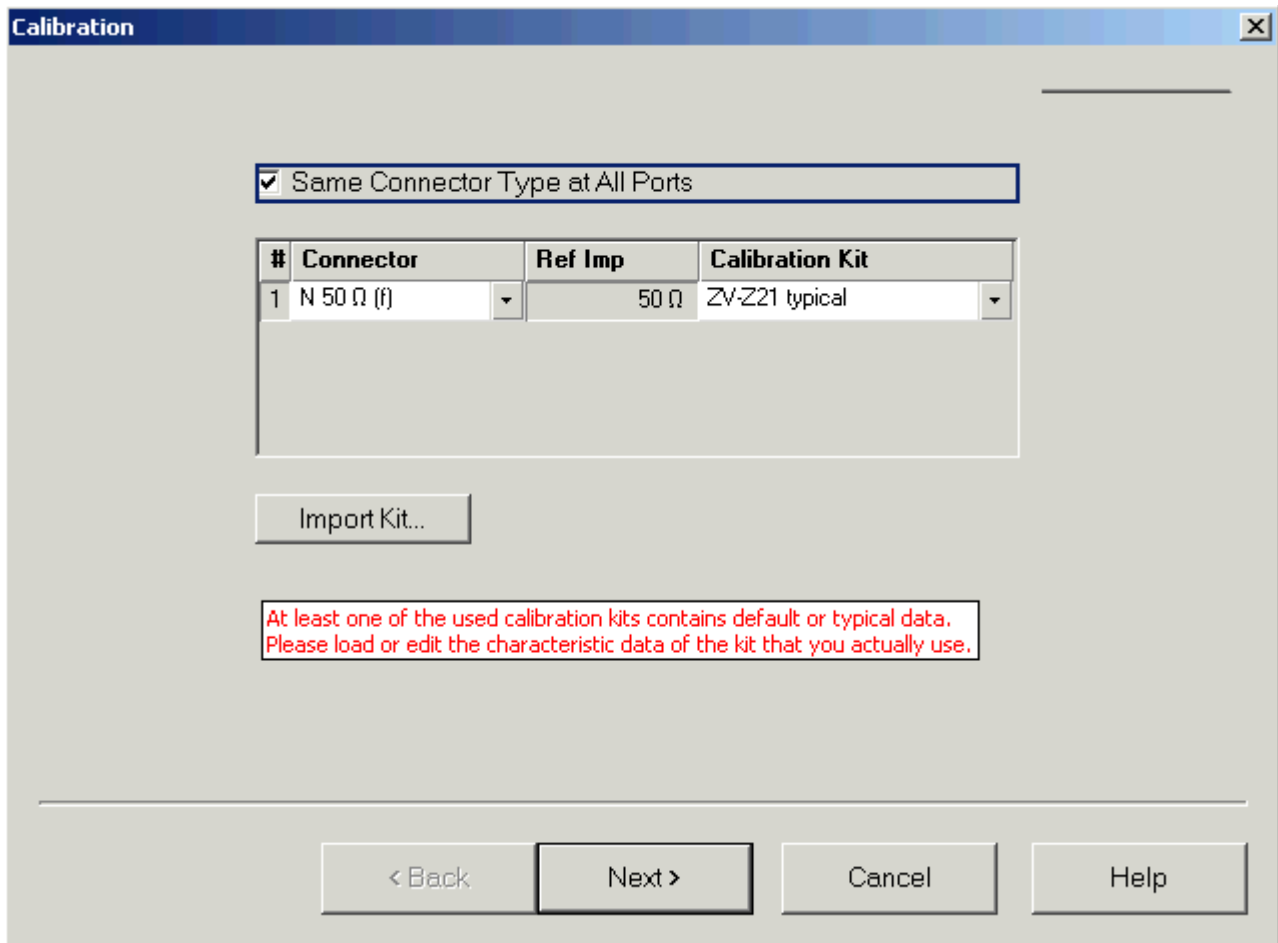 Calibration
Same Connector Type at All Ports
# Connector Ref Imp Calibration Kit
1 N 50 Ω (f) 50 Ω ZV-Z21 typical
Import Kit...
At least one of the used calibration kits contains default or typical data.
Please load or edit the characteristic data of the kit that you actually use.
< Back Next > Cancel Help